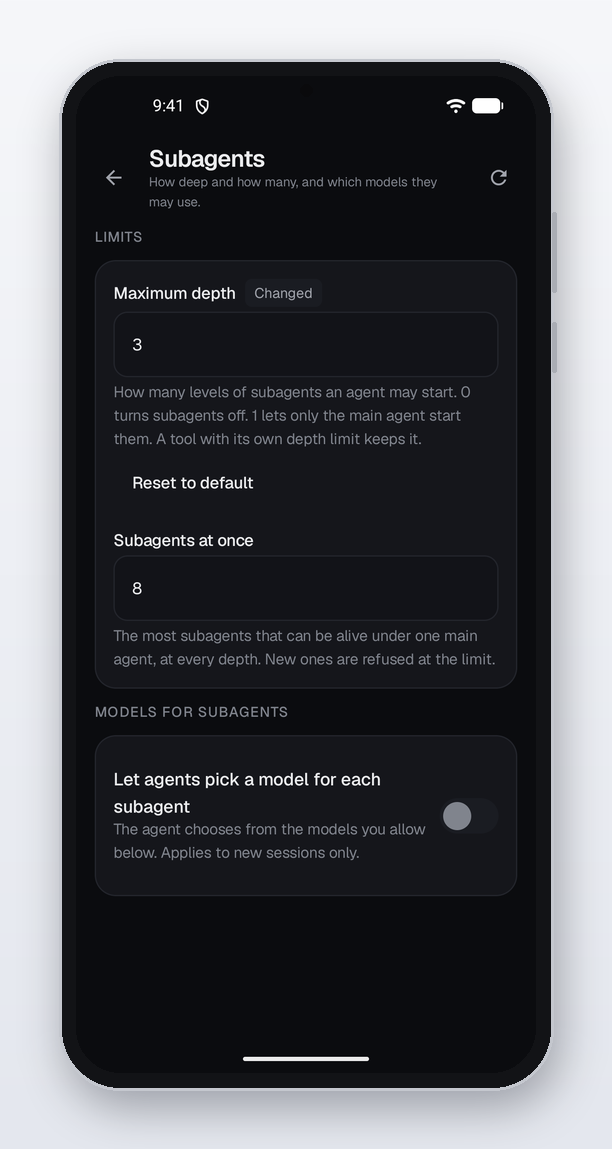 9:41
Subagents
How deep and how many, and which models they
may use.
LIMITS
Maximum depth Changed
3
How many levels of subagents an agent may start. 0
turns subagents off. 1 lets only the main agent start
them. A tool with its own depth limit keeps it.
Reset to default
Subagents at once
8
The most subagents that can be alive under one main
agent, at every depth. New ones are refused at the limit.
MODELS FOR SUBAGENTS
Let agents pick a model for each
subagent
The agent chooses from the models you allow
below. Applies to new sessions only.